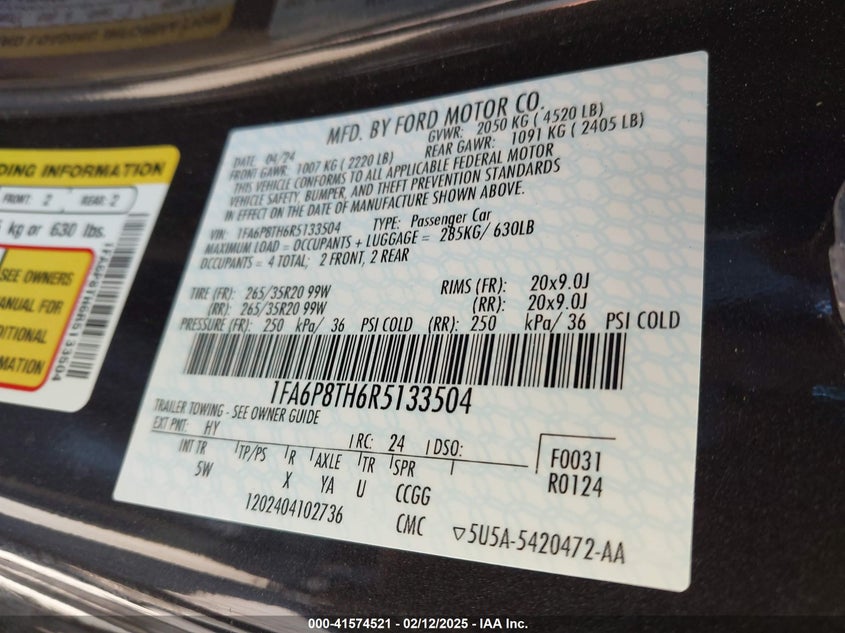 DING INFORMATION
FRONT: 2 REAR: 2
kg or 630 lbs.
SEE OWNERS
ANUAL FOR
DITIONAL
RMATION
1FA6P8TH6R5133504
MFD. BY FORD MOTOR CO.
DATE 04/24 GVWR: 2050 KG ( 4520 LB)
FRONT GAWR: 1007 KG ( 2220 LB) REAR GAWR: 1091 KG ( 2405 LB)
THIS VEHICLE CONFORMS TO ALL APPLICABLE FEDERAL MOTOR
VEHICLE SAFETY, BUMPER, AND THEFT PREVENTION STANDARDS
IN EFFECT ON THE DATE OF MANUFACTURE SHOWN ABOVE.
VIN: 1FA6P8TH6R5133504 TYPE: Passenger Car
MAXIMUM LOAD = OCCUPANTS + LUGGAGE = 285KG/ 630LB
OCCUPANTS = 4 TOTAL; 2 FRONT, 2 REAR
TIRE (FR): 265/35R20 99W RIMS (FR): 20x9.0J
(RR): 265/35R20 99W (RR): 20x9.0J
PRESSURE (FR): 250 kPa/ 36 PSI COLD (RR): 250 kPa/ 36 PSI COLD
1FA6P8TH6R5133504
TRAILER TOWING - SEE OWNER GUIDE
EXT PNT: HY RC: 24 DSO: F0031
INT TR TP/PS R AXLE TR SPR R0124
5W X YA U CCGG
1202404102736 CMC ▽5U5A-5420472-AA
000-41574521 - 02/12/2025 - IAA Inc.